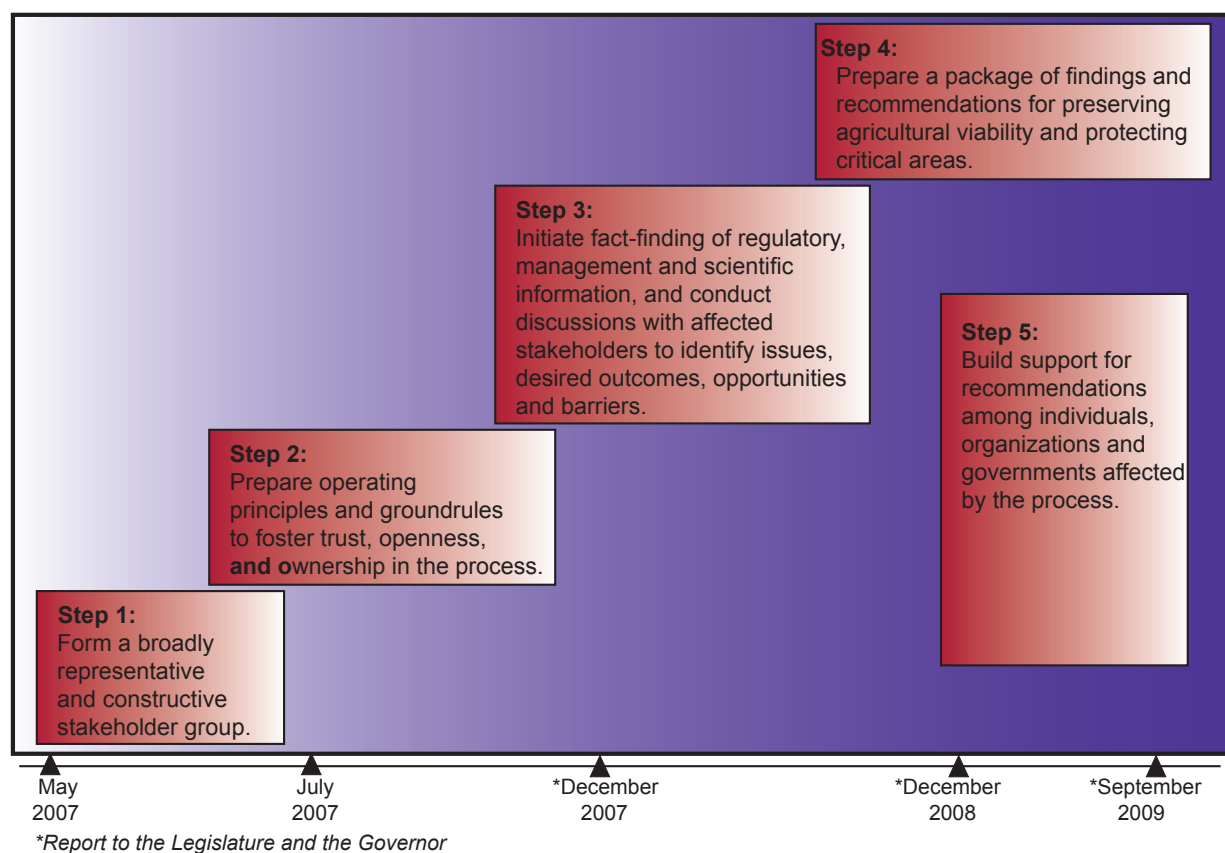 Step 4:
Prepare a package of findings and
recommendations for preserving
agricultural viability and protecting
critical areas.
Step 3:
Initiate fact-finding of regulatory,
management and scientific
information, and conduct
discussions with affected
stakeholders to identify issues,
desired outcomes, opportunities
and barriers.
Step 5:
Build support for
recommendations
among individuals,
organizations and
governments affected
by the process.
Step 2:
Prepare operating
principles and groundrules
to foster trust, openness,
and ownership in the process.
Step 1:
Form a broadly
representative
and constructive
stakeholder group.
May
2007
July
2007
*December
2007
*December
2008
*September
2009
*Report to the Legislature and the Governor